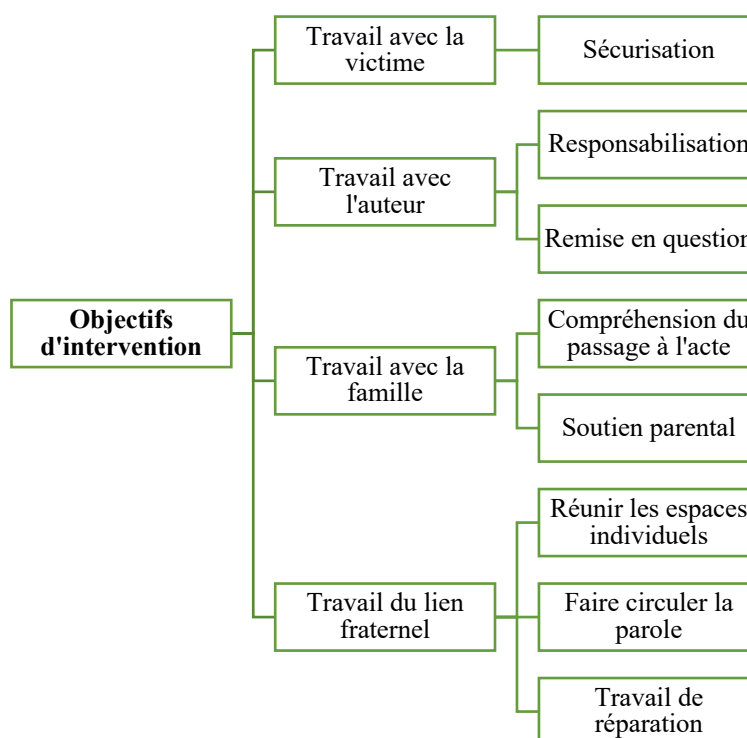 Travail avec la
victime
Sécurisation
Travail avec
l'auteur
Responsabilisation
Remise en question
Objectifs
d'intervention
Travail avec la
famille
Compréhension du
passage à l'acte
Soutien parental
Travail du lien
fraternel
Réunir les espaces
individuels
Faire circuler la
parole
Travail de
réparation